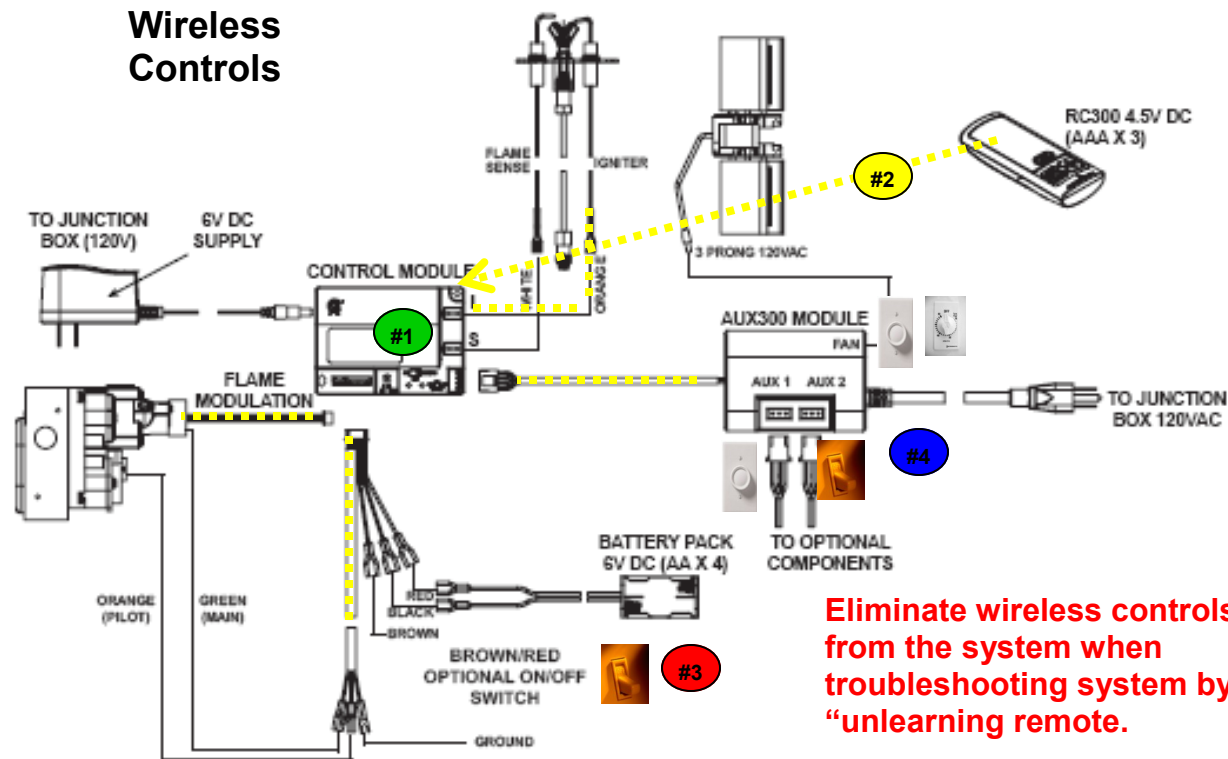 Wireless
Controls
RC300 4.5V DC
(AAA X 3)
FLAME
SENSE
IGNITER
#2
TO JUNCTION
BOX (120V)
6V DC
SUPPLY
3 PRONG 120VAC
CONTROL MODULE
WHITE
ORANGE
I
#1
S
AUX300 MODULE
FAN
AUX 1 AUX 2
FLAME
MODULATION
TO JUNCTION
BOX 120VAC
#4
BATTERY PACK
6V DC (AA X 4)
TO OPTIONAL
COMPONENTS
ORANGE
(PILOT)
GREEN
(MAIN)
RED
BLACK
BROWN
BROWN/RED
OPTIONAL ON/OFF
SWITCH
#3
GROUND
Eliminate wireless controls
from the system when
troubleshooting system by
“unlearning remote.